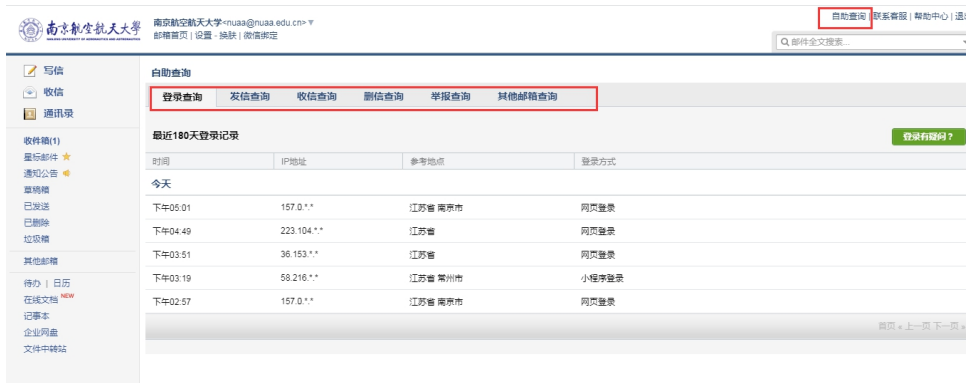 南京航空航天大学
南京航空航天大学<nuaa@nuaa.edu.cn>
邮箱首页 | 设置 - 换肤 | 微信绑定
自助查询 | 联系客服 | 帮助中心 | 退
邮件全文搜索...
写信
收信
通讯录
收件箱(1)
星标邮件
通知公告
草稿箱
已发送
已删除
垃圾箱
其他邮箱
待办 | 日历
在线文档 NEW
记事本
企业网盘
文件中转站
自助查询
登录查询 发信查询 收信查询 删信查询 举报查询 其他邮箱查询
最近180天登录记录
登录有疑问？
时间 IP地址 参考地点 登录方式
今天
下午05:01 157.0.*.* 江苏省 南京市 网页登录
下午04:49 223.104.*.* 江苏省 网页登录
下午03:51 36.153.*.* 江苏省 网页登录
下午03:19 58.216.*.* 江苏省 常州市 小程序登录
下午02:57 157.0.*.* 江苏省 南京市 网页登录
首页 « 上一页 下一页 »